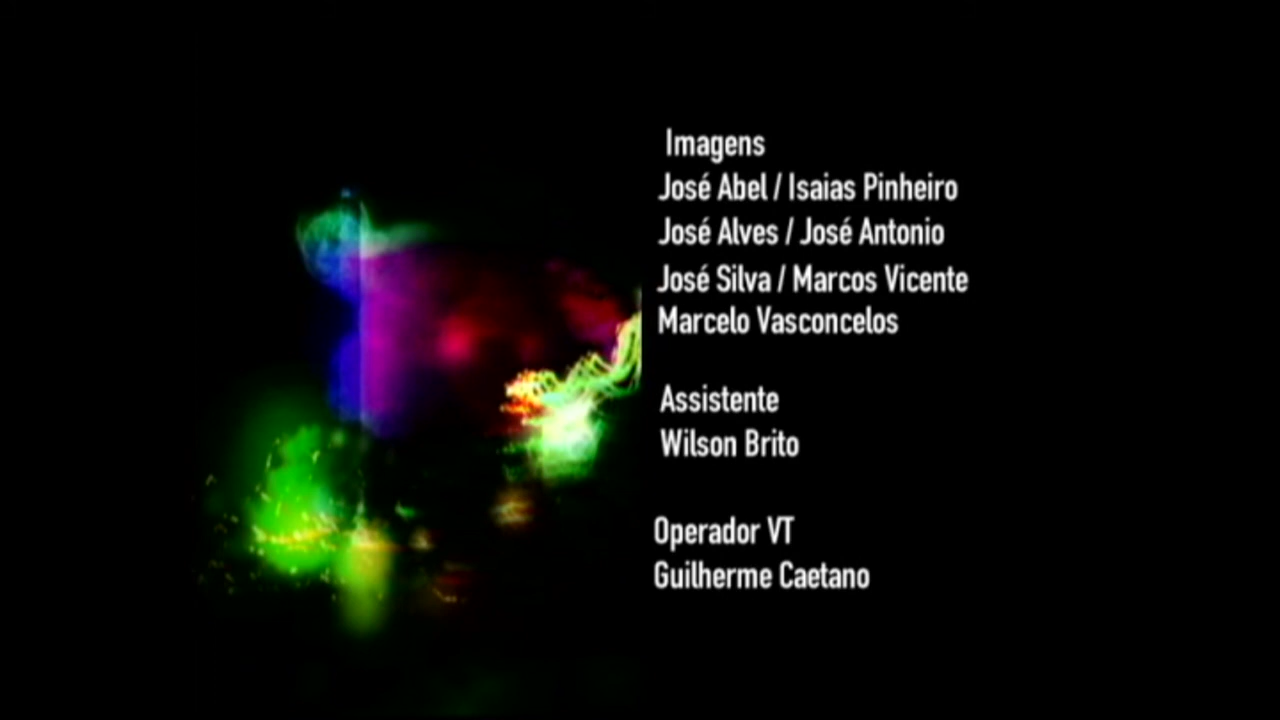 Imagens
José Abel / Isaias Pinheiro
José Alves / José Antonio
José Silva / Marcos Vicente
Marcelo Vasconcelos
Assistente
Wilson Brito
Operador VT
Guilherme Caetano